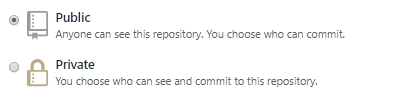 Public
Anyone can see this repository. You choose who can commit.
Private
You choose who can see and commit to this repository.